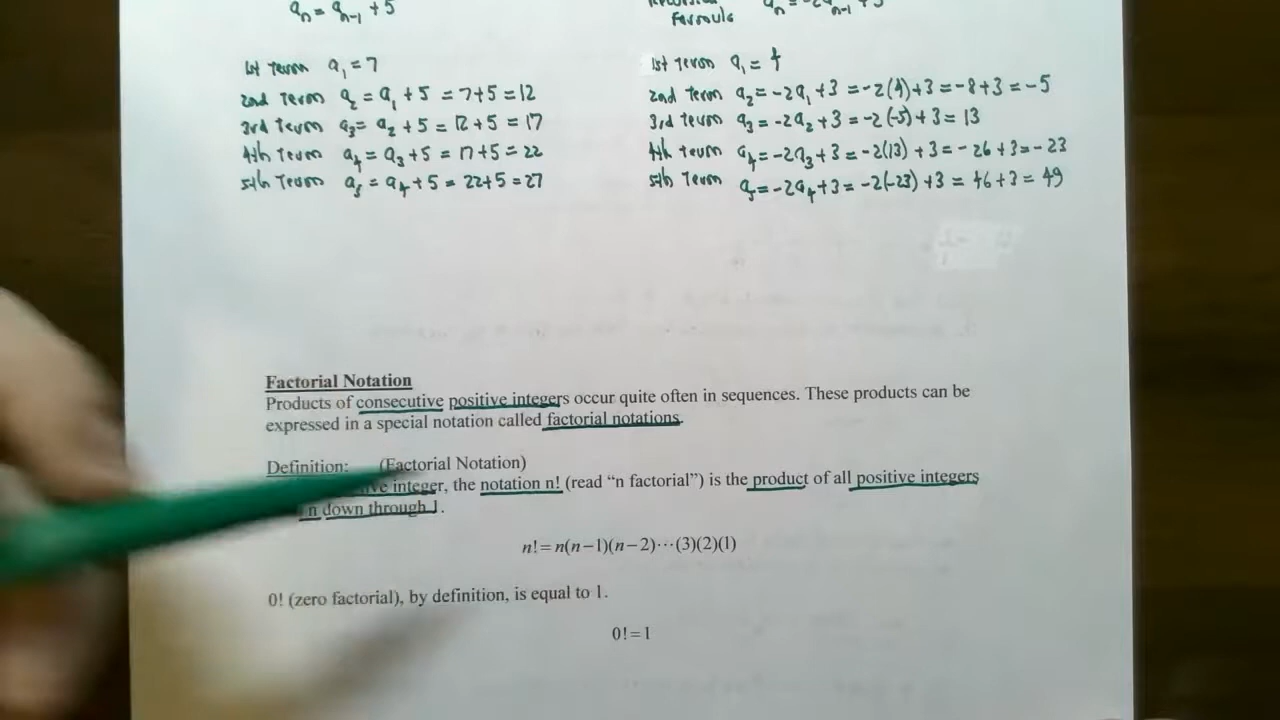 aₙ = aₙ₋₁ + 5
Formula aₙ = -2aₙ₋₁ + 3
1st Term a₁ = 7
2nd Term a₂ = a₁ + 5 = 7+5 = 12
3rd Term a₃ = a₂ + 5 = 12+5 = 17
4th Term a₄ = a₃ + 5 = 17+5 = 22
5th Term a₅ = a₄ + 5 = 22+5 = 27
1st Term a₁ = 4
2nd Term a₂ = -2a₁ + 3 = -2(4)+3 = -8+3 = -5
3rd Term a₃ = -2a₂ + 3 = -2(-5)+3 = 13
4th Term a₄ = -2a₃ + 3 = -2(13)+3 = -26+3 = -23
5th Term a₅ = -2a₄ + 3 = -2(-23)+3 = 46+3 = 49
Factorial Notation
Products of consecutive positive integers occur quite often in sequences. These products can be
expressed in a special notation called factorial notations.
Definition: (Factorial Notation)
integer, the notation n! (read “n factorial”) is the product of all positive integers
n down through 1.
n! = n(n−1)(n−2)⋯(3)(2)(1)
0! (zero factorial), by definition, is equal to 1.
0! = 1